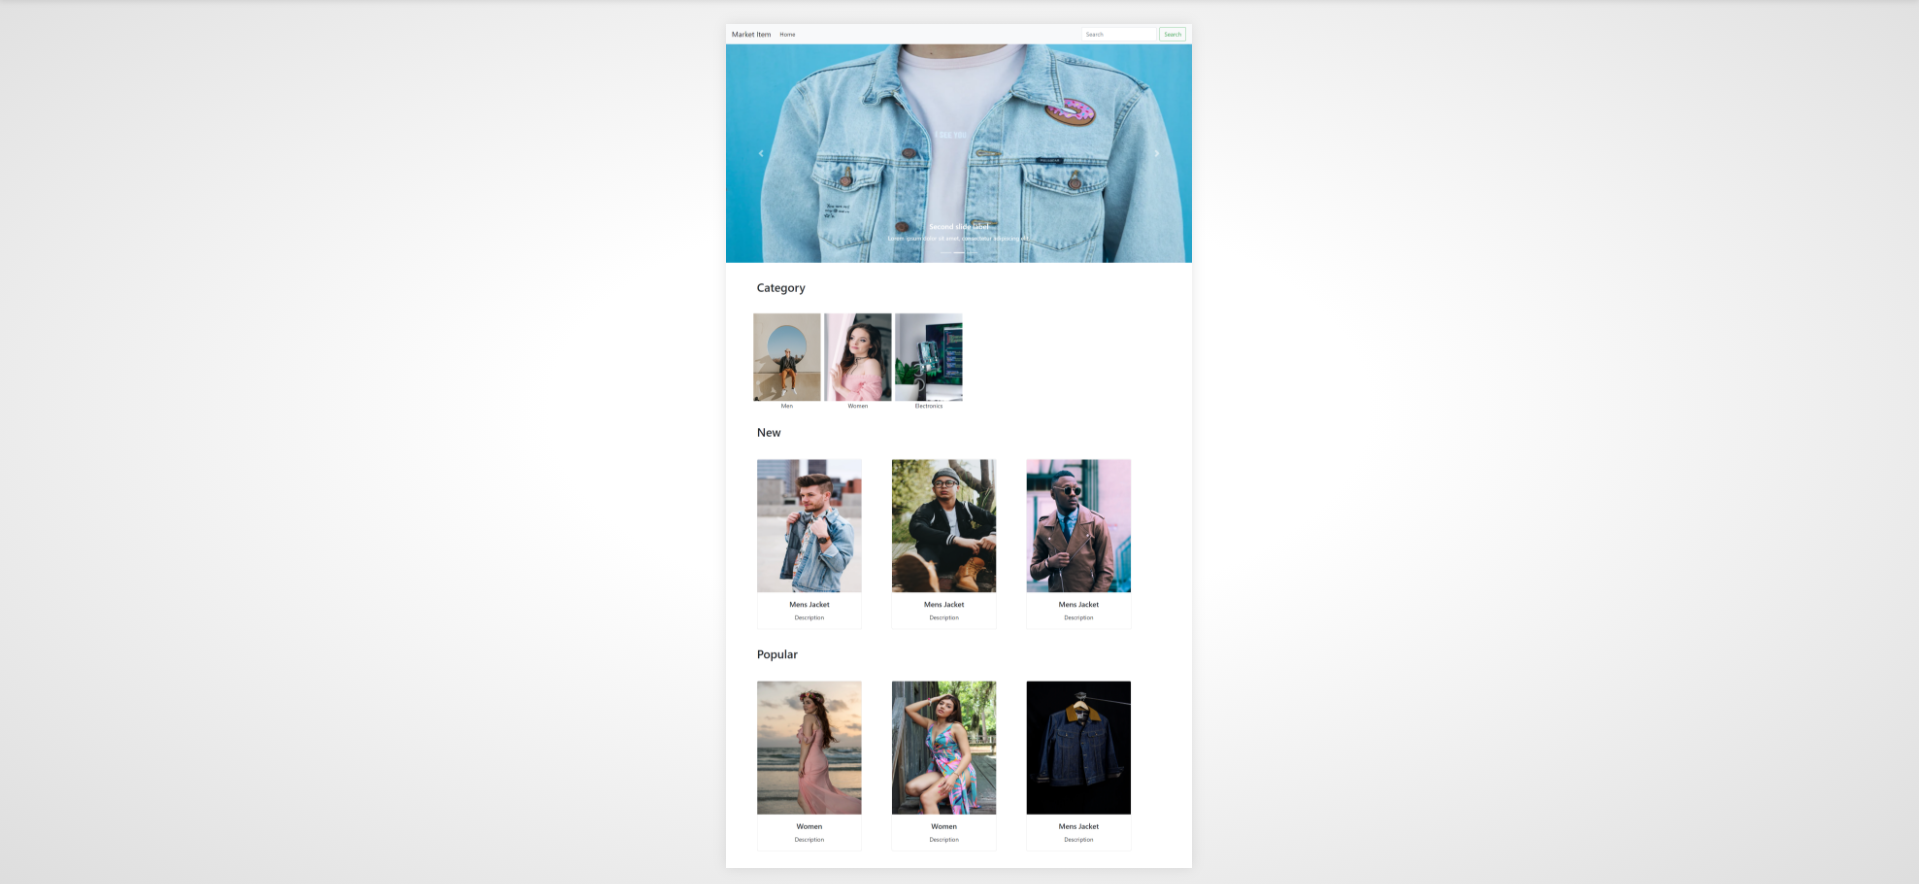 Market Item Home Search Search
I SEE YOU
Second slide label
Lorem ipsum dolor sit amet, consectetur adipiscing elit.
Category
Men Women Electronics
New
Mens Jacket Mens Jacket Mens Jacket
Description Description Description
Popular
Women Women Mens Jacket
Description Description Description